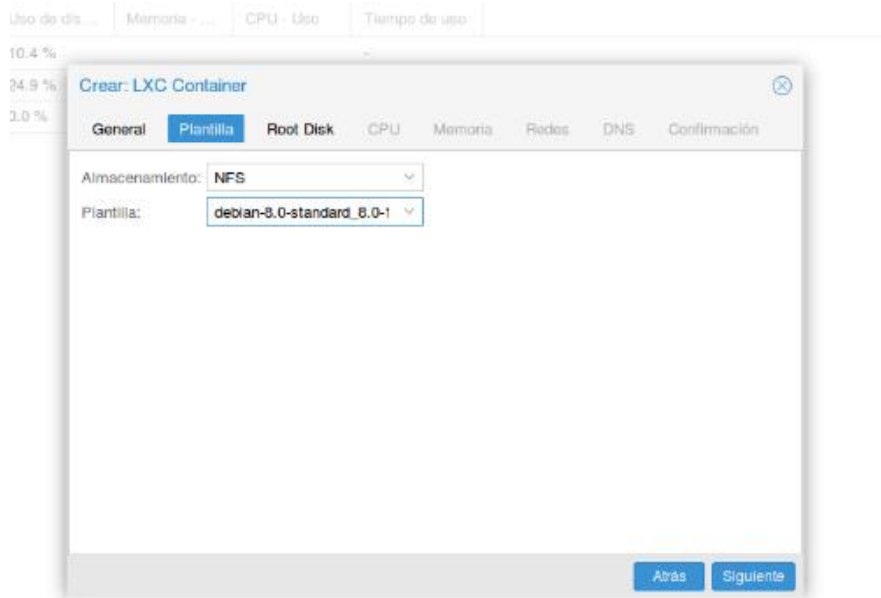 Uso de dis... Memoria - ... CPU - Uso Tiempo de uso
10.4 % -
24.9 %
0.0 %
Crear: LXC Container
General Plantilla Root Disk CPU Memoria Redes DNS Confirmación
Almacenamiento: NFS
Plantilla: debian-8.0-standard_8.0-1
Atrás Siguiente